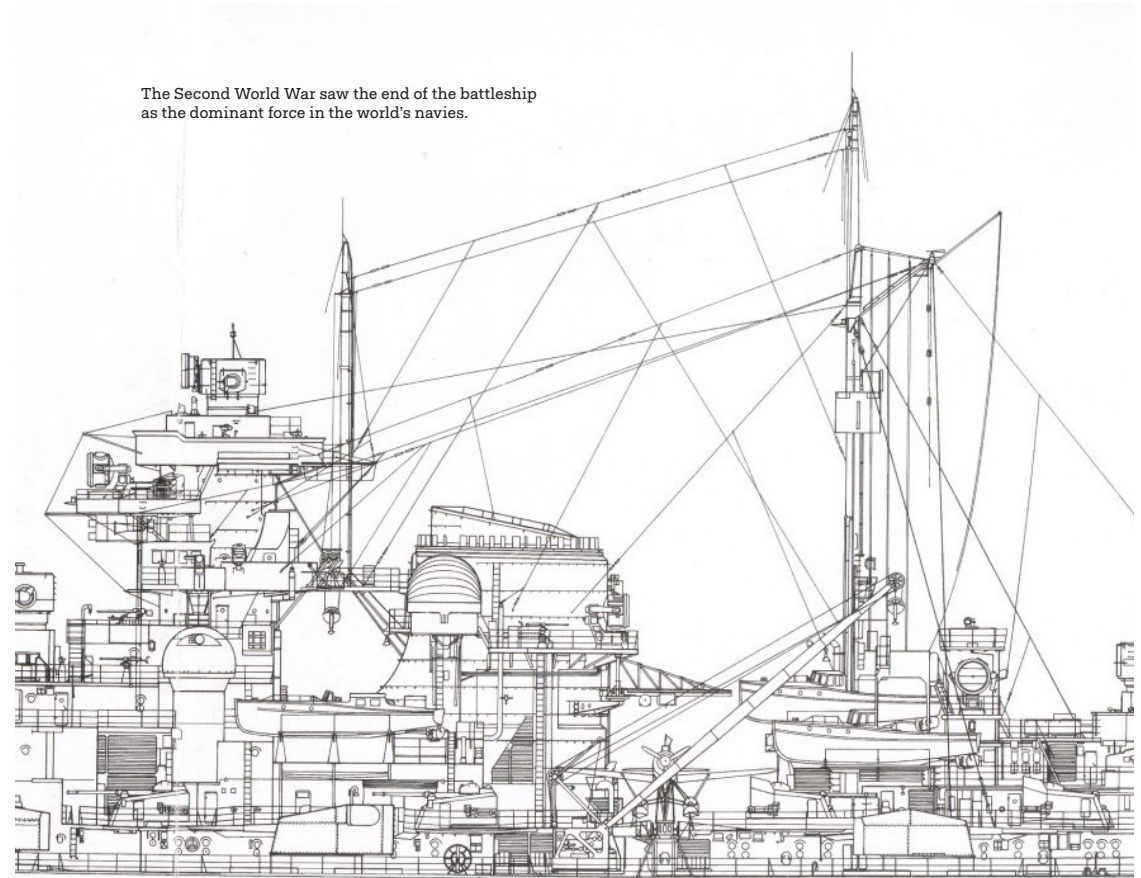 The Second World War saw the end of the battleship
as the dominant force in the world's navies.